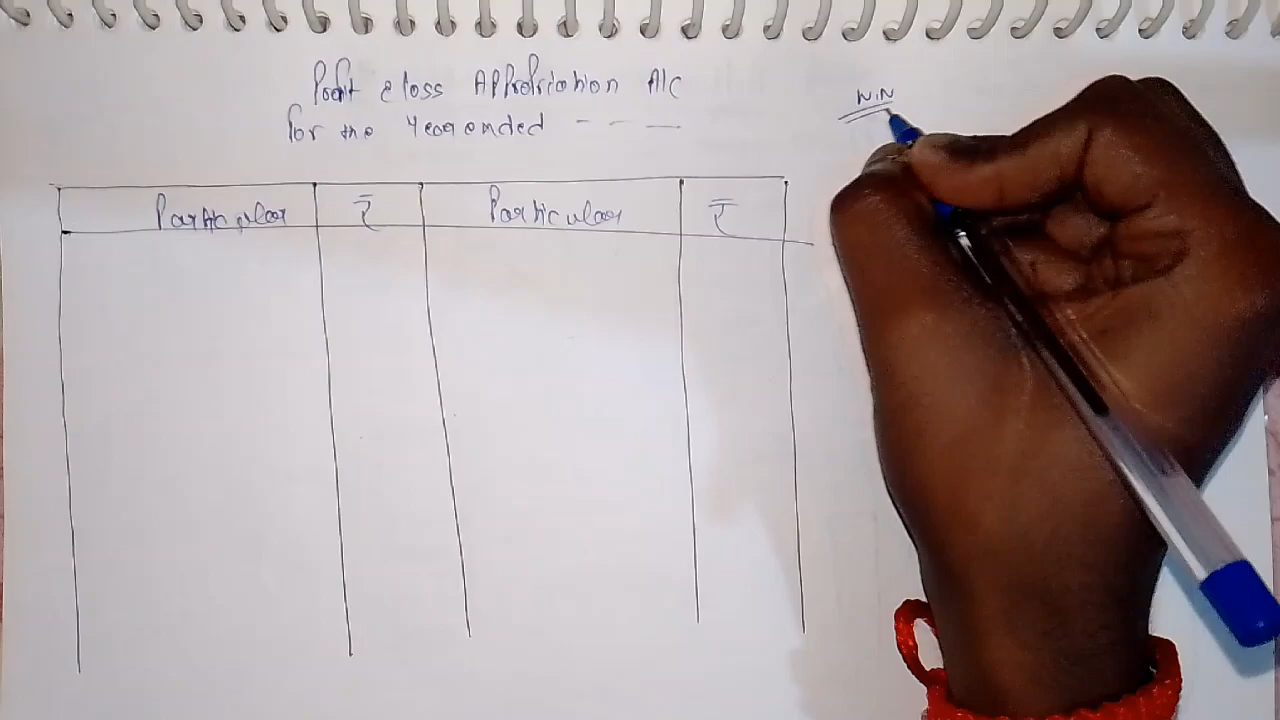 Profit & loss Appropriation A/c
for the Year ended - - -
W.N
Particular ₹ Particular ₹